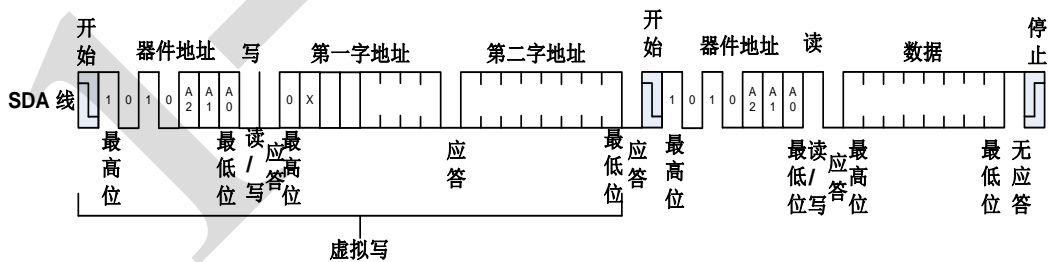 开始 器件地址 写 第一字地址 第二字地址 开始 器件地址 读 数据 停止
SDA 线 1 0 1 0 A2 A1 A0 0 X 1 0 1 0 A2 A1 A0
最高位 最低位 读/写 应答 最高位 应答 最低位 应答 最高位 最低位 读/写 应答 最高位 最低位 无应答
虚拟写